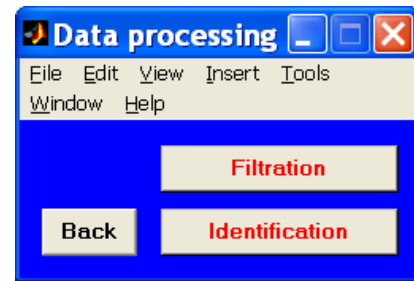 Data processing
File Edit View Insert Tools
Window Help
Filtration
Back Identification